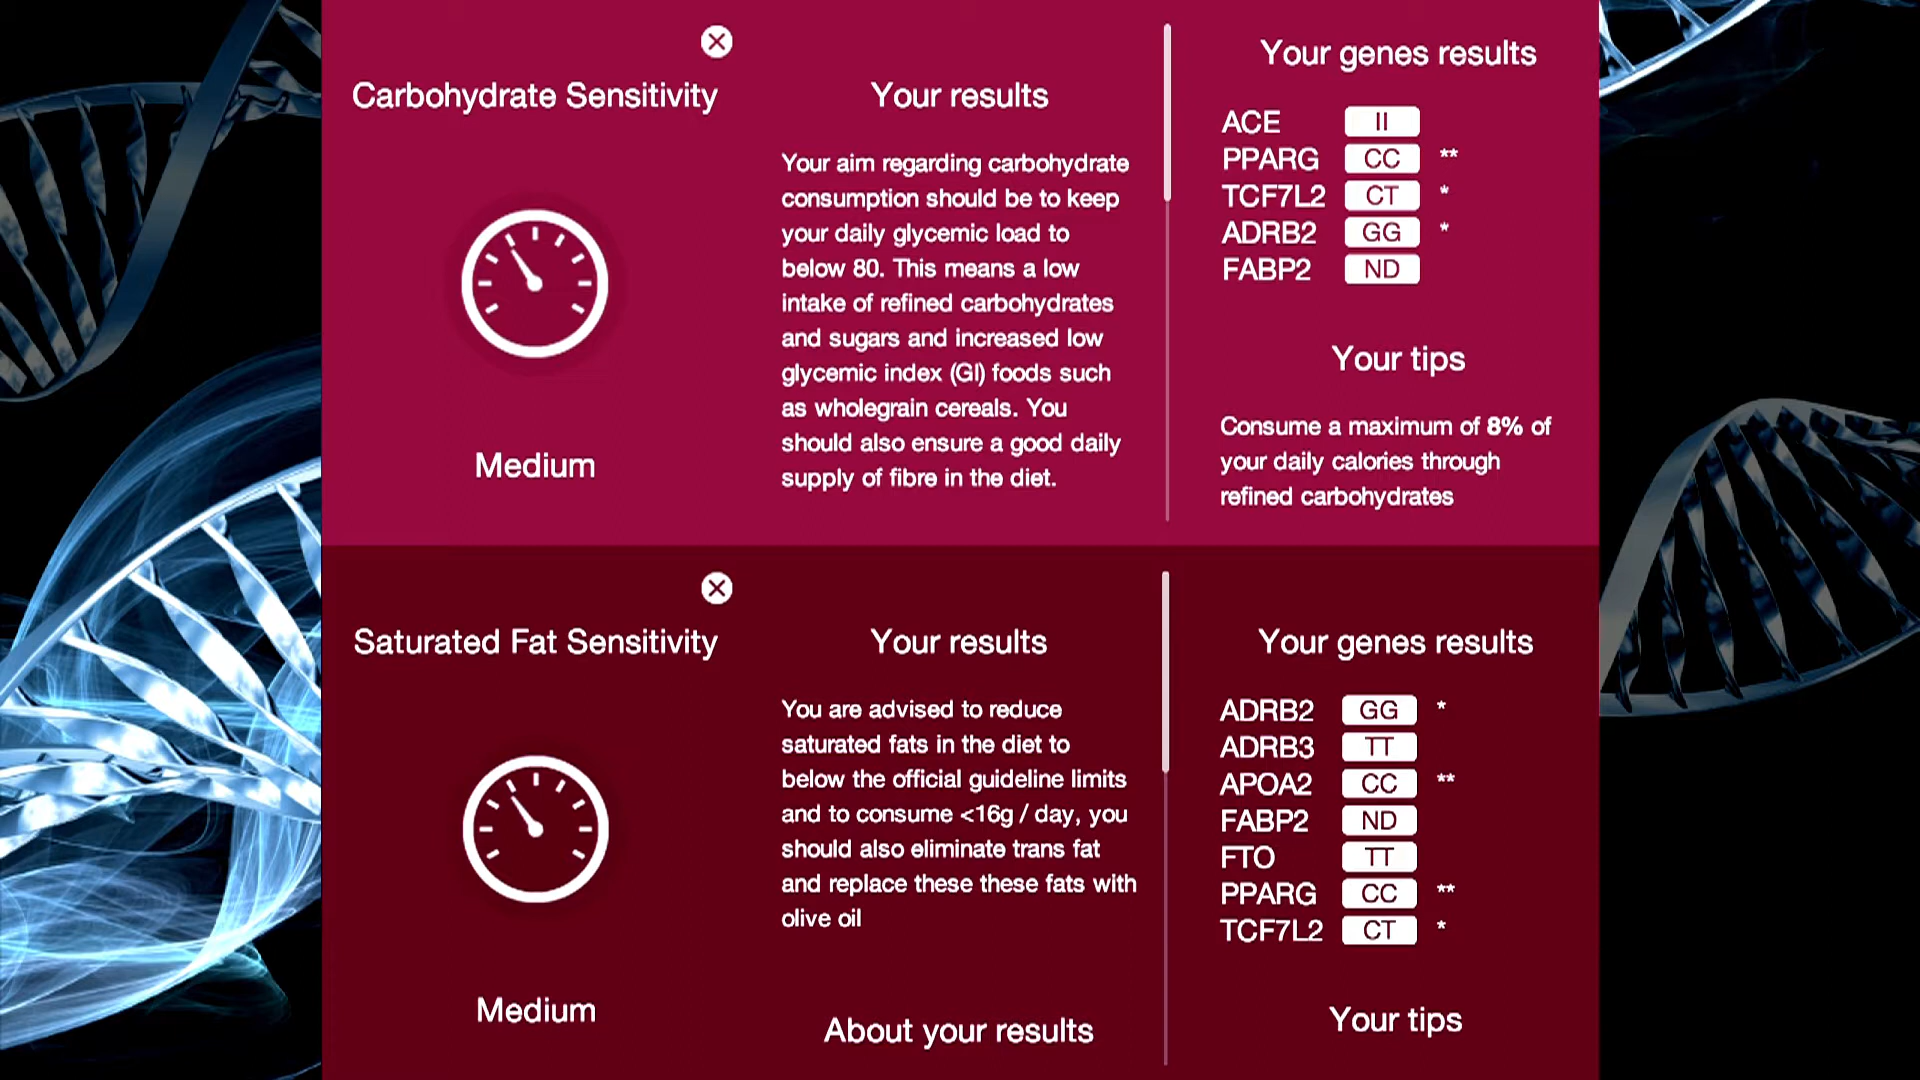 Carbohydrate Sensitivity
Medium
Your results
Your aim regarding carbohydrate
consumption should be to keep
your daily glycemic load to
below 80. This means a low
intake of refined carbohydrates
and sugars and increased low
glycemic index (GI) foods such
as wholegrain cereals. You
should also ensure a good daily
supply of fibre in the diet.
Your genes results
ACE II
PPARG CC **
TCF7L2 CT *
ADRB2 GG *
FABP2 ND
Your tips
Consume a maximum of 8% of
your daily calories through
refined carbohydrates
Saturated Fat Sensitivity
Medium
Your results
You are advised to reduce
saturated fats in the diet to
below the official guideline limits
and to consume <16g / day, you
should also eliminate trans fat
and replace these these fats with
olive oil
About your results
Your genes results
ADRB2 GG *
ADRB3 TT
APOA2 CC **
FABP2 ND
FTO TT
PPARG CC **
TCF7L2 CT *
Your tips